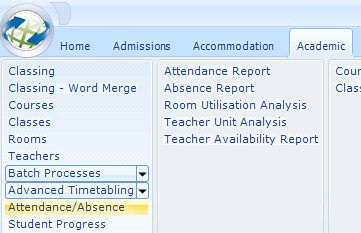 Home Admissions Accommodation Academic
Classing
Classing - Word Merge
Courses
Classes
Rooms
Teachers
Batch Processes
Advanced Timetabling
Attendance/Absence
Student Progress
Attendance Report
Absence Report
Room Utilisation Analysis
Teacher Unit Analysis
Teacher Availability Report
Cour
Class